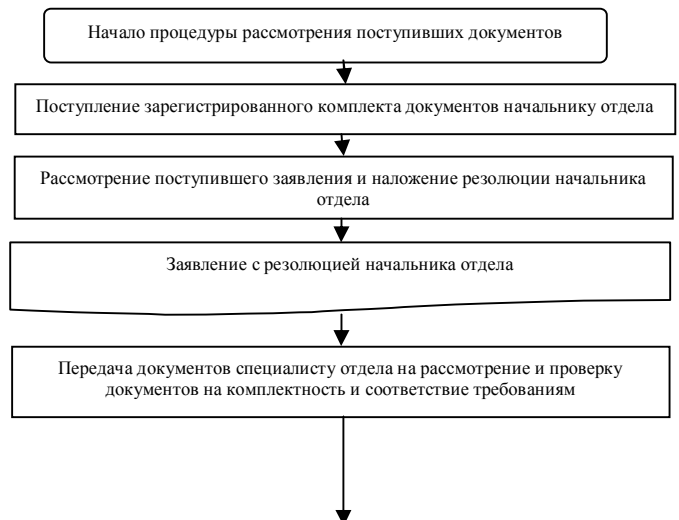 Начало процедуры рассмотрения поступивших документов
Поступление зарегистрированного комплекта документов начальнику отдела
Рассмотрение поступившего заявления и наложение резолюции начальника
отдела
Заявление с резолюцией начальника отдела
Передача документов специалисту отдела на рассмотрение и проверку
документов на комплектность и соответствие требованиям